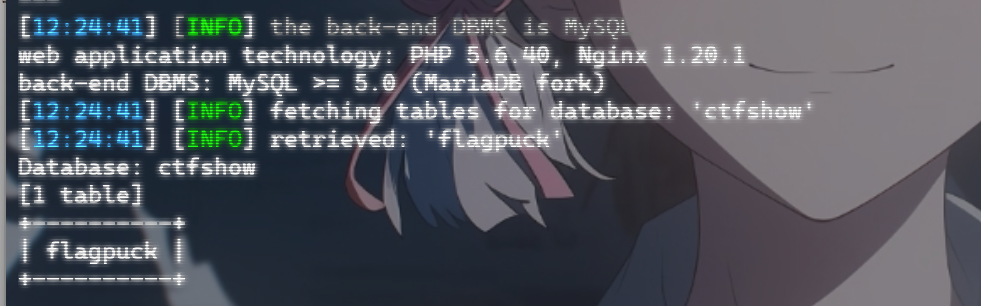 [12:24:41] [INFO] the back-end DBMS is MySQL
web application technology: PHP 5.6.40, Nginx 1.20.1
back-end DBMS: MySQL >= 5.0 (MariaDB fork)
[12:24:41] [INFO] fetching tables for database: 'ctfshow'
[12:24:41] [INFO] retrieved: 'flagpuck'
Database: ctfshow
[1 table]
+----------+
| flagpuck |
+----------+